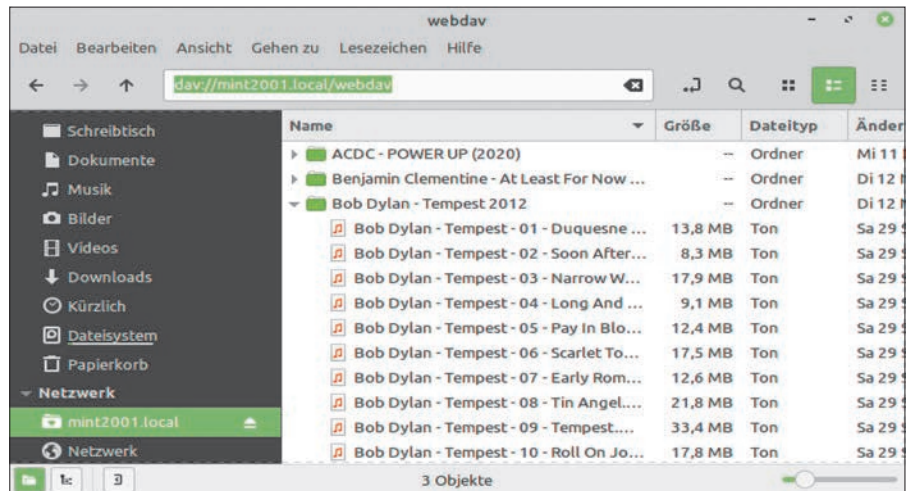 webdav
Datei Bearbeiten Ansicht Gehen zu Lesezeichen Hilfe
dav://mint2001.local/webdav
Schreibtisch
Dokumente
Musik
Bilder
Videos
Downloads
Kürzlich
Dateisystem
Papierkorb
Netzwerk
mint2001.local
Netzwerk
Name Größe Dateityp Änder
ACDC - POWER UP (2020) -- Ordner Mi 11
Benjamin Clementine - At Least For Now ... -- Ordner Di 12
Bob Dylan - Tempest 2012 -- Ordner Di 12
Bob Dylan - Tempest - 01 - Duquesne ... 13,8 MB Ton Sa 29
Bob Dylan - Tempest - 02 - Soon After... 8,3 MB Ton Sa 29
Bob Dylan - Tempest - 03 - Narrow W... 17,9 MB Ton Sa 29
Bob Dylan - Tempest - 04 - Long And ... 9,1 MB Ton Sa 29
Bob Dylan - Tempest - 05 - Pay In Blo... 12,4 MB Ton Sa 29
Bob Dylan - Tempest - 06 - Scarlet To... 17,5 MB Ton Sa 29
Bob Dylan - Tempest - 07 - Early Rom... 12,6 MB Ton Sa 29
Bob Dylan - Tempest - 08 - Tin Angel.... 21,8 MB Ton Sa 29
Bob Dylan - Tempest - 09 - Tempest.... 33,4 MB Ton Sa 29
Bob Dylan - Tempest - 10 - Roll On Jo... 17,8 MB Ton Sa 29
3 Objekte